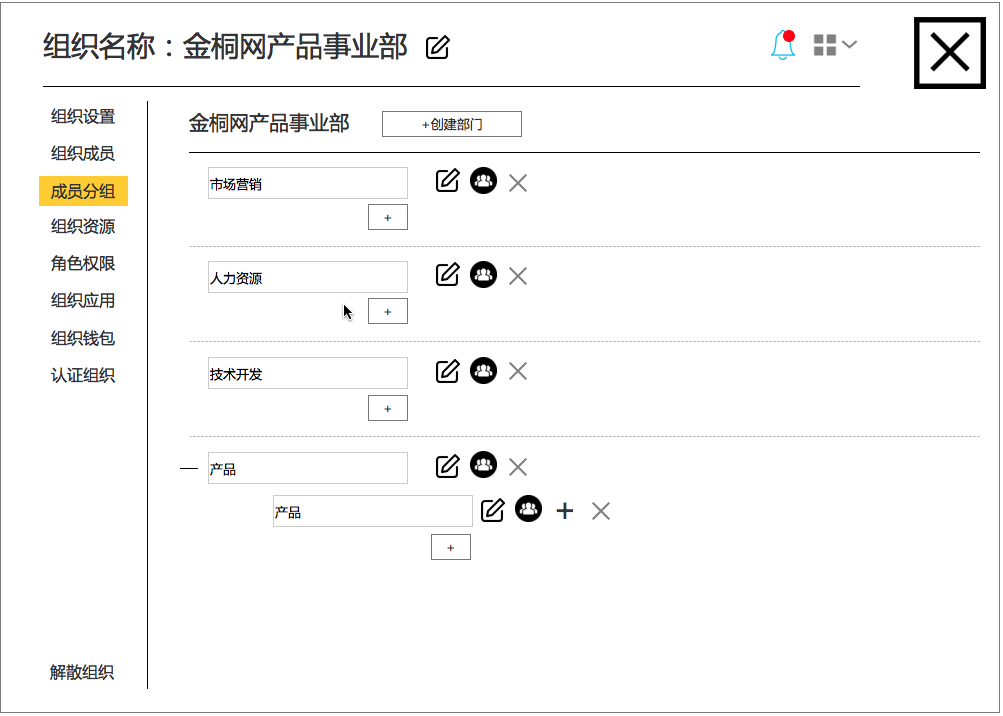 组织名称：金桐网产品事业部
组织设置
组织成员
成员分组
组织资源
角色权限
组织应用
组织钱包
认证组织
解散组织
金桐网产品事业部
+创建部门
市场营销
+
人力资源
+
技术开发
+
产品
产品
+